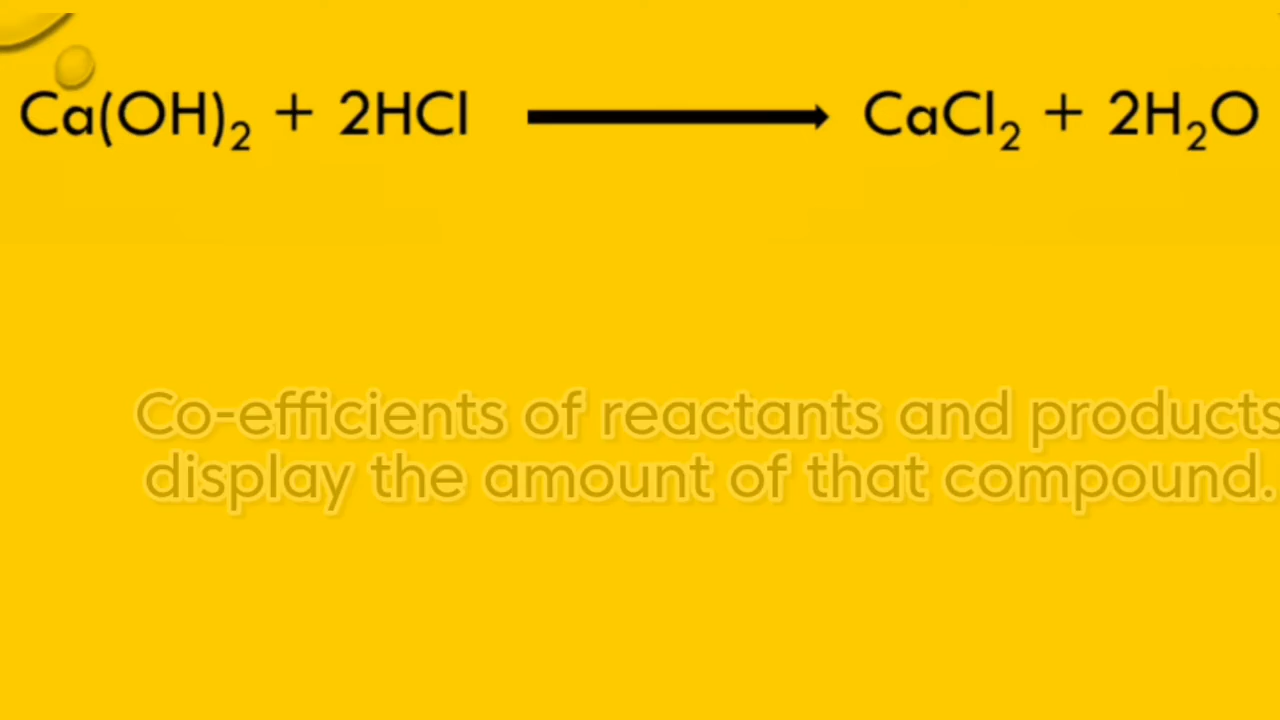 Ca(OH)₂ + 2HCl ⟶ CaCl₂ + 2H₂O
Co-efficients of reactants and products
display the amount of that compound.